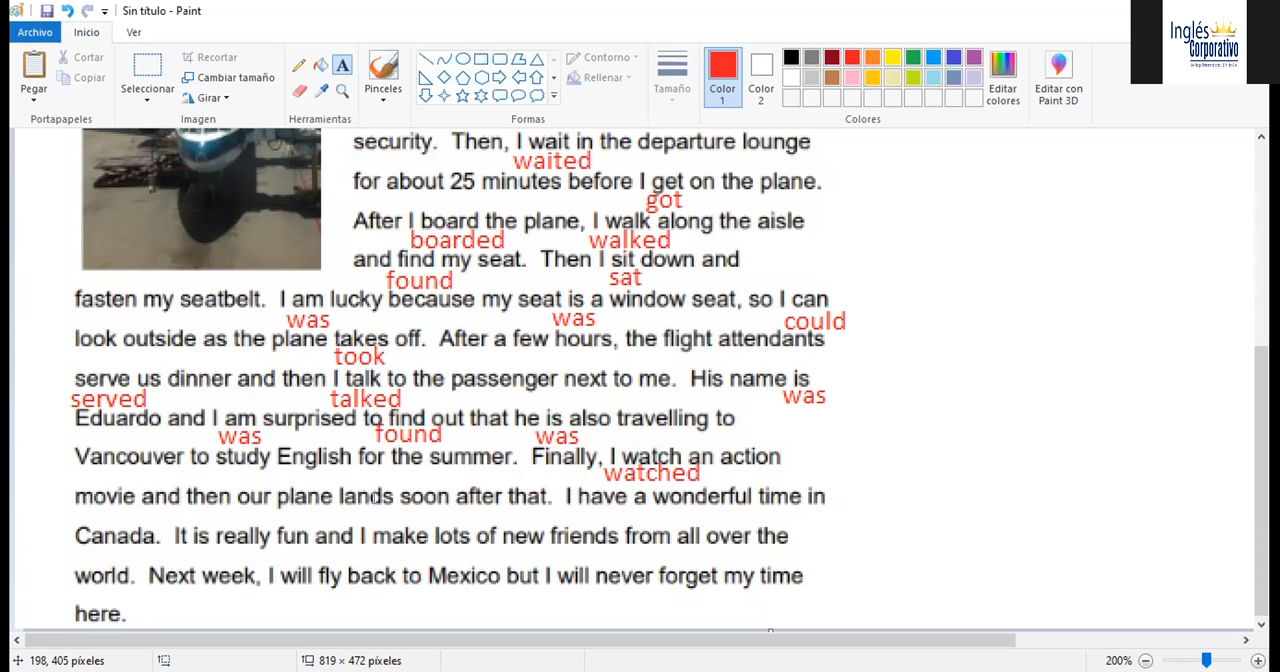 Sin título - Paint
Archivo Inicio Ver
Inglés
Corporativo
Pegar
Cortar
Copiar
Portapapeles
Seleccionar
Recortar
Cambiar tamaño
Girar
Imagen
A
Herramientas
Pinceles
Contorno
Rellenar
Formas
Tamaño
Color
1
Color
2
Editar
colores
Colores
Editar con
Paint 3D
security. Then, I wait in the departure lounge
waited
for about 25 minutes before I get on the plane.
got
After I board the plane, I walk along the aisle
boarded walked
and find my seat. Then I sit down and
found sat
fasten my seatbelt. I am lucky because my seat is a window seat, so I can
was was could
look outside as the plane takes off. After a few hours, the flight attendants
took
serve us dinner and then I talk to the passenger next to me. His name is
served talked was
Eduardo and I am surprised to find out that he is also travelling to
was found was
Vancouver to study English for the summer. Finally, I watch an action
watched
movie and then our plane lands soon after that. I have a wonderful time in
Canada. It is really fun and I make lots of new friends from all over the
world. Next week, I will fly back to Mexico but I will never forget my time
here.
198, 405 píxeles 819 × 472 píxeles 200%